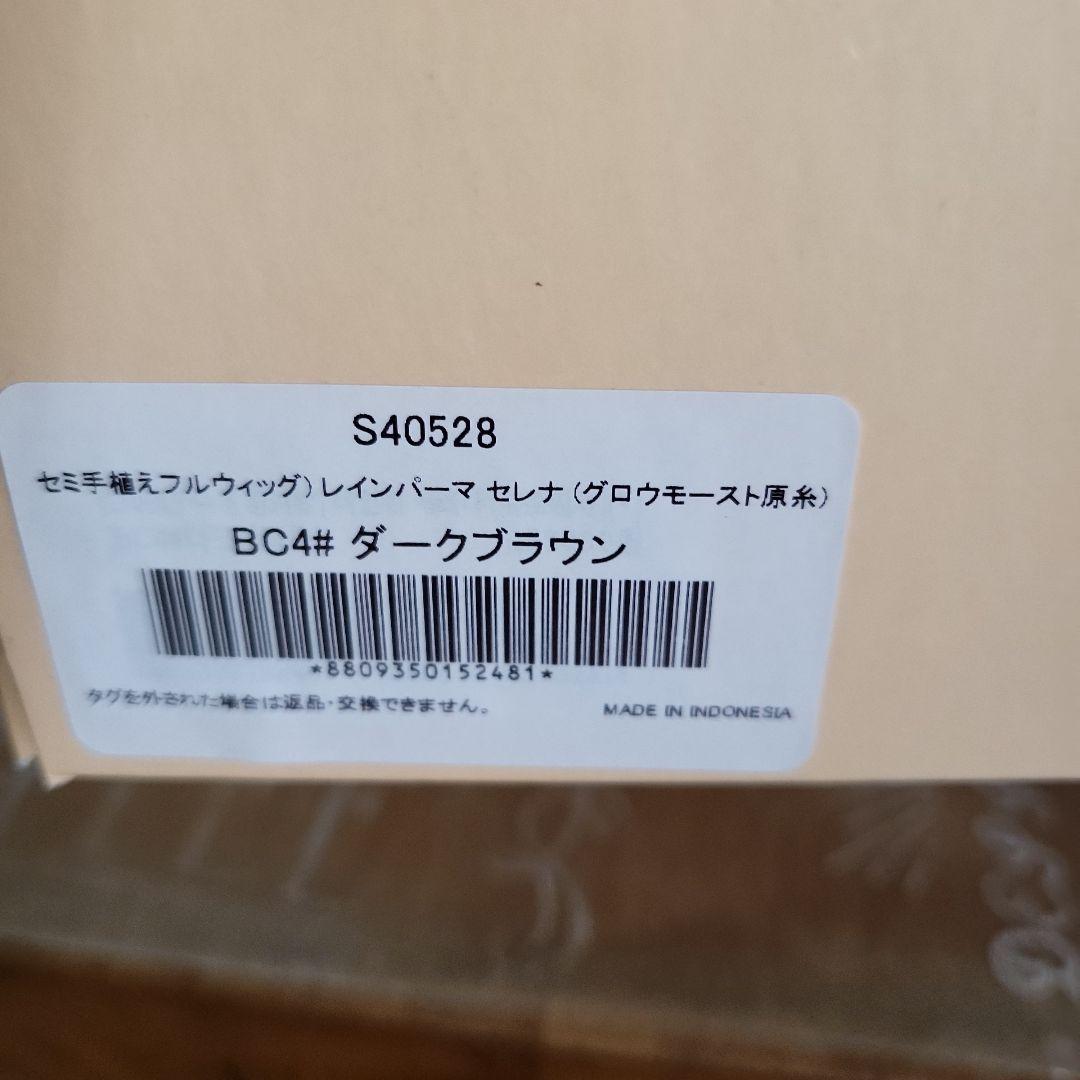 S40528
セミ手植えフルウィッグ)レインパーマ セレナ(グロウモースト原糸)
BC4# ダークブラウン
*8809350152481*
タグを外された場合は返品・交換できません。
MADE IN INDONESIA